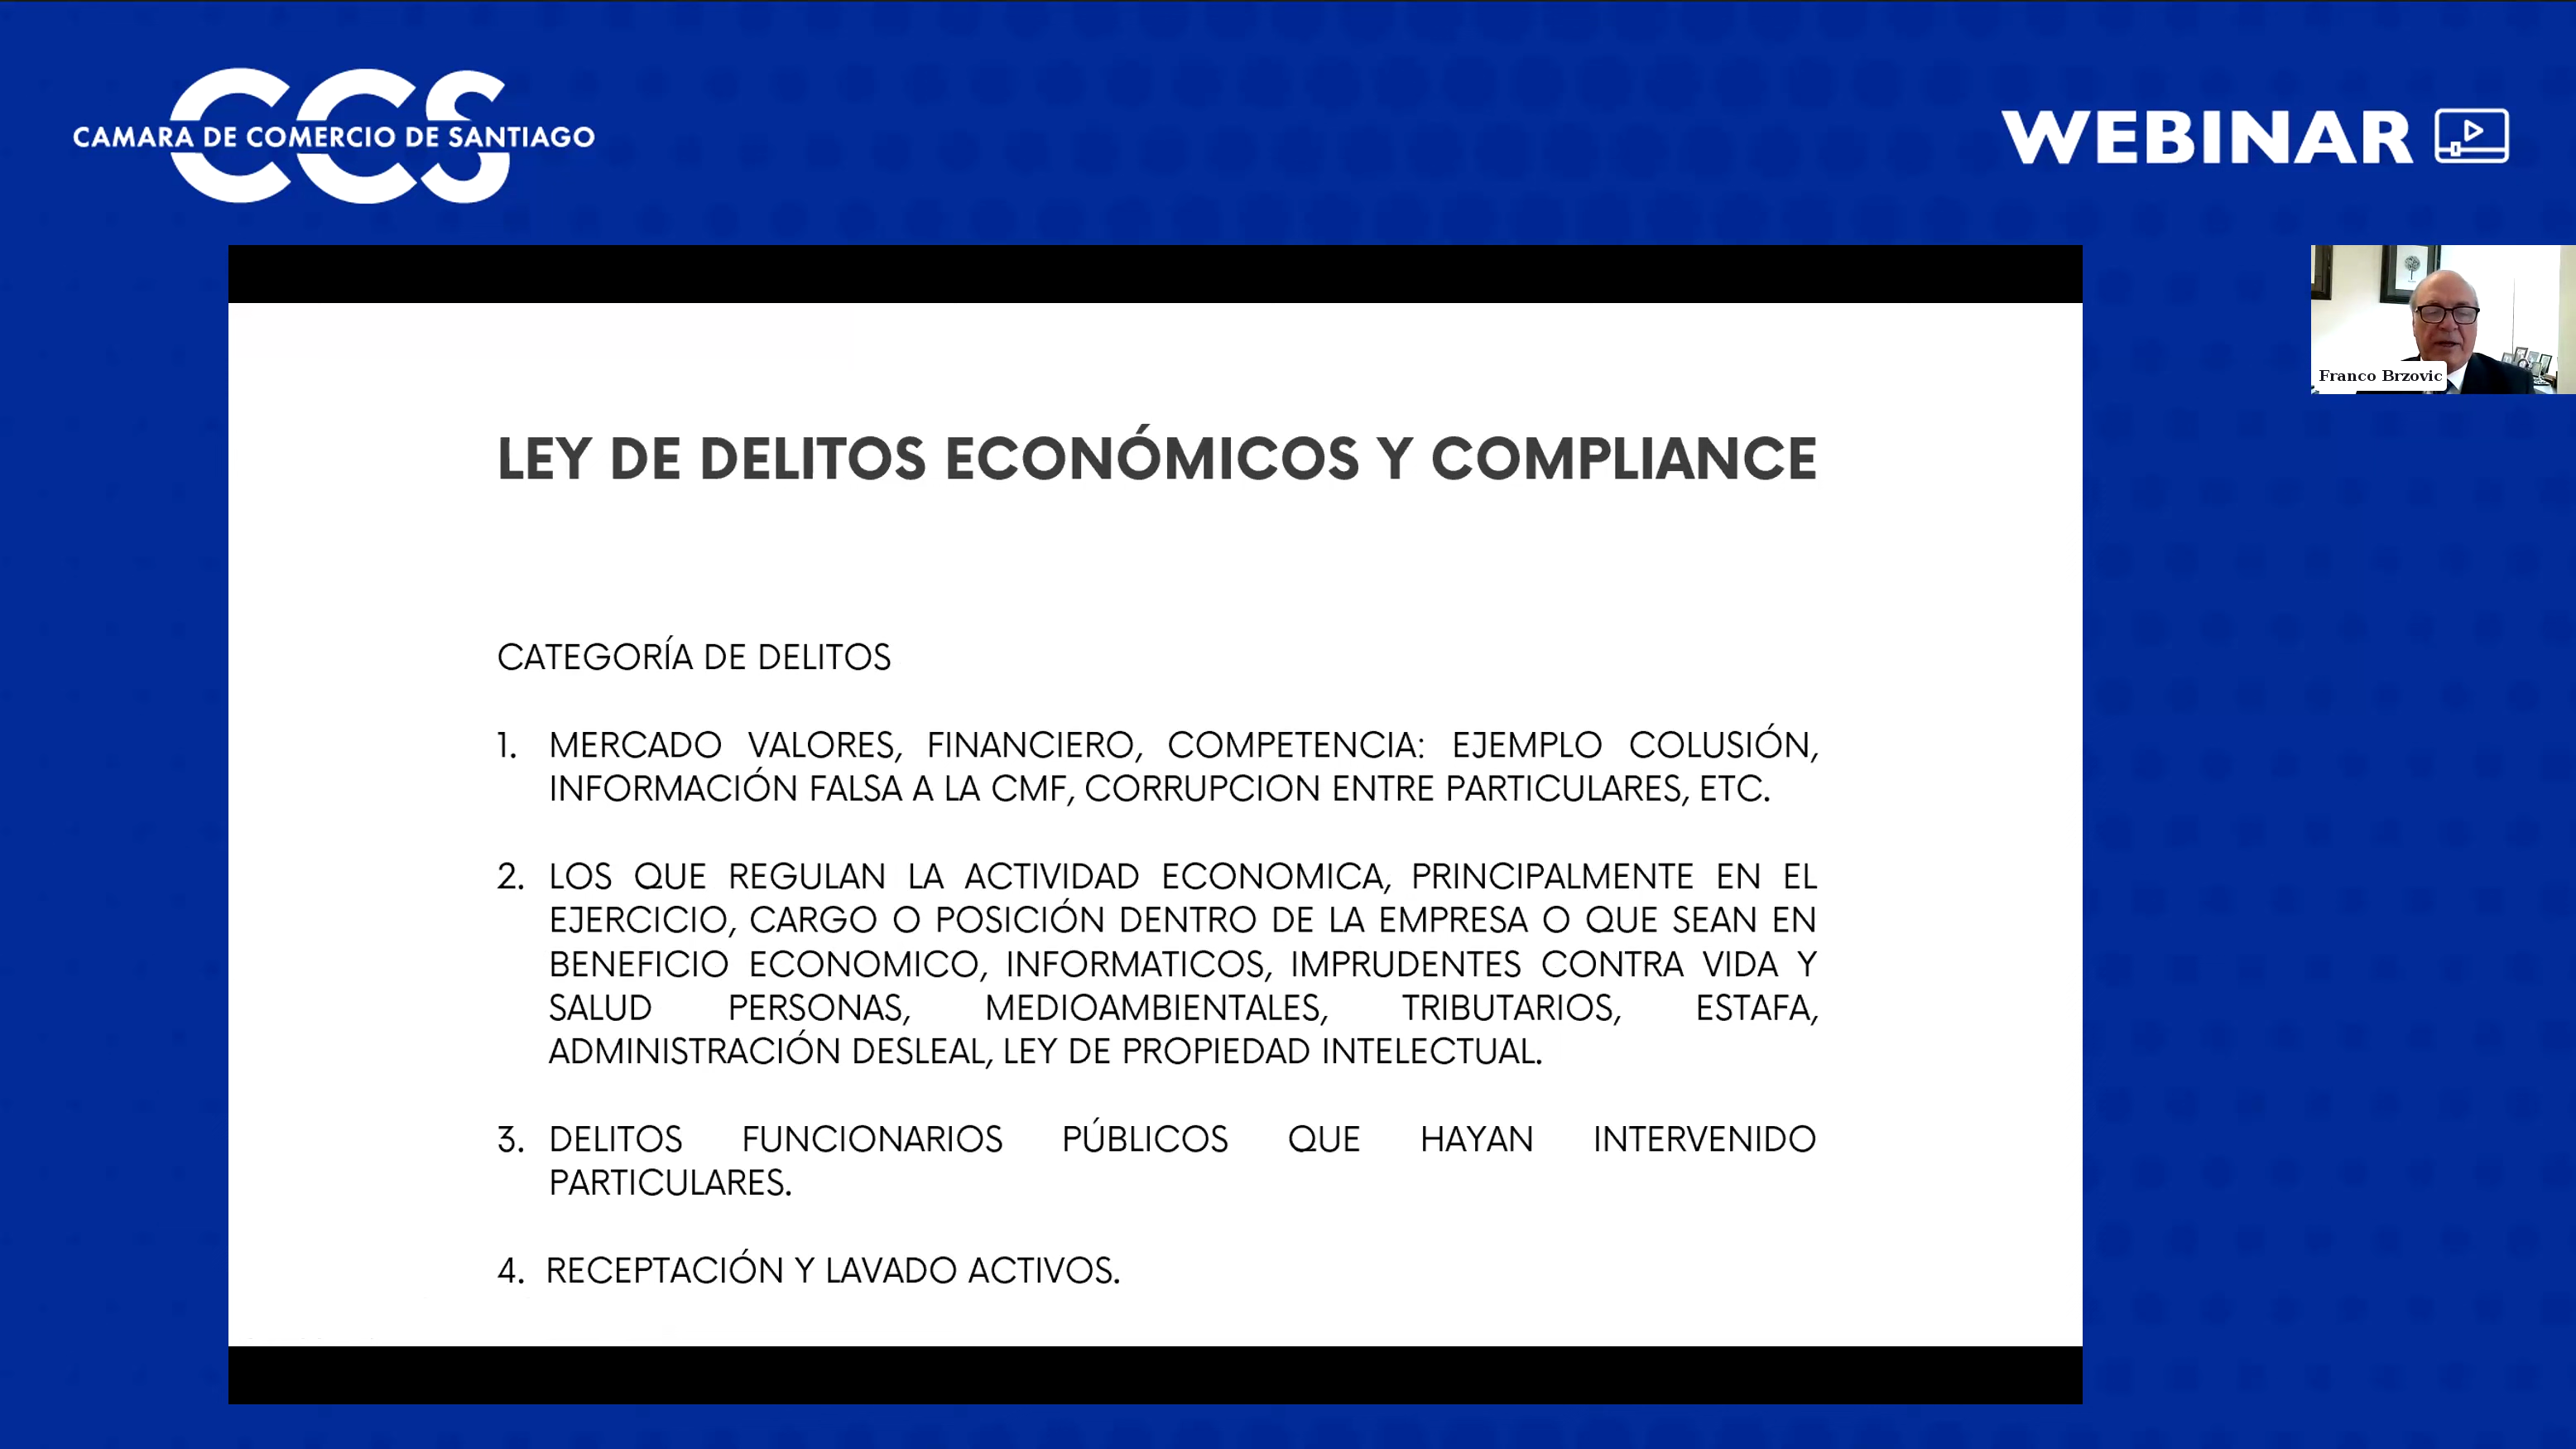 CCS
CAMARA DE COMERCIO DE SANTIAGO
WEBINAR
Franco Brzovic
LEY DE DELITOS ECONÓMICOS Y COMPLIANCE
CATEGORÍA DE DELITOS
1. MERCADO VALORES, FINANCIERO, COMPETENCIA: EJEMPLO COLUSIÓN,
INFORMACIÓN FALSA A LA CMF, CORRUPCION ENTRE PARTICULARES, ETC.
2. LOS QUE REGULAN LA ACTIVIDAD ECONOMICA, PRINCIPALMENTE EN EL
EJERCICIO, CARGO O POSICIÓN DENTRO DE LA EMPRESA O QUE SEAN EN
BENEFICIO ECONOMICO, INFORMATICOS, IMPRUDENTES CONTRA VIDA Y
SALUD PERSONAS, MEDIOAMBIENTALES, TRIBUTARIOS, ESTAFA,
ADMINISTRACIÓN DESLEAL, LEY DE PROPIEDAD INTELECTUAL.
3. DELITOS FUNCIONARIOS PÚBLICOS QUE HAYAN INTERVENIDO
PARTICULARES.
4. RECEPTACIÓN Y LAVADO ACTIVOS.